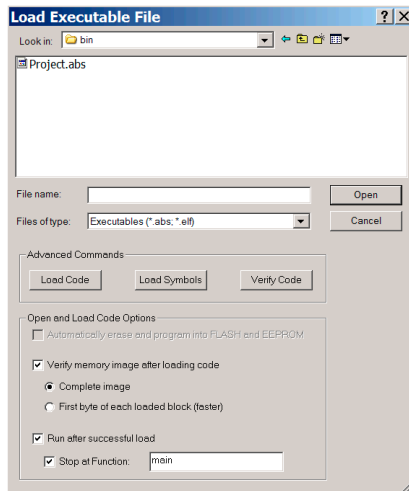 Load Executable File
Look in: bin
Project.abs
File name: Open
Files of type: Executables (*.abs; *.elf) Cancel
Advanced Commands
Load Code Load Symbols Verify Code
Open and Load Code Options
Automatically erase and program into FLASH and EEPROM
Verify memory image after loading code
Complete image
First byte of each loaded block (faster)
Run after successful load
Stop at Function: main